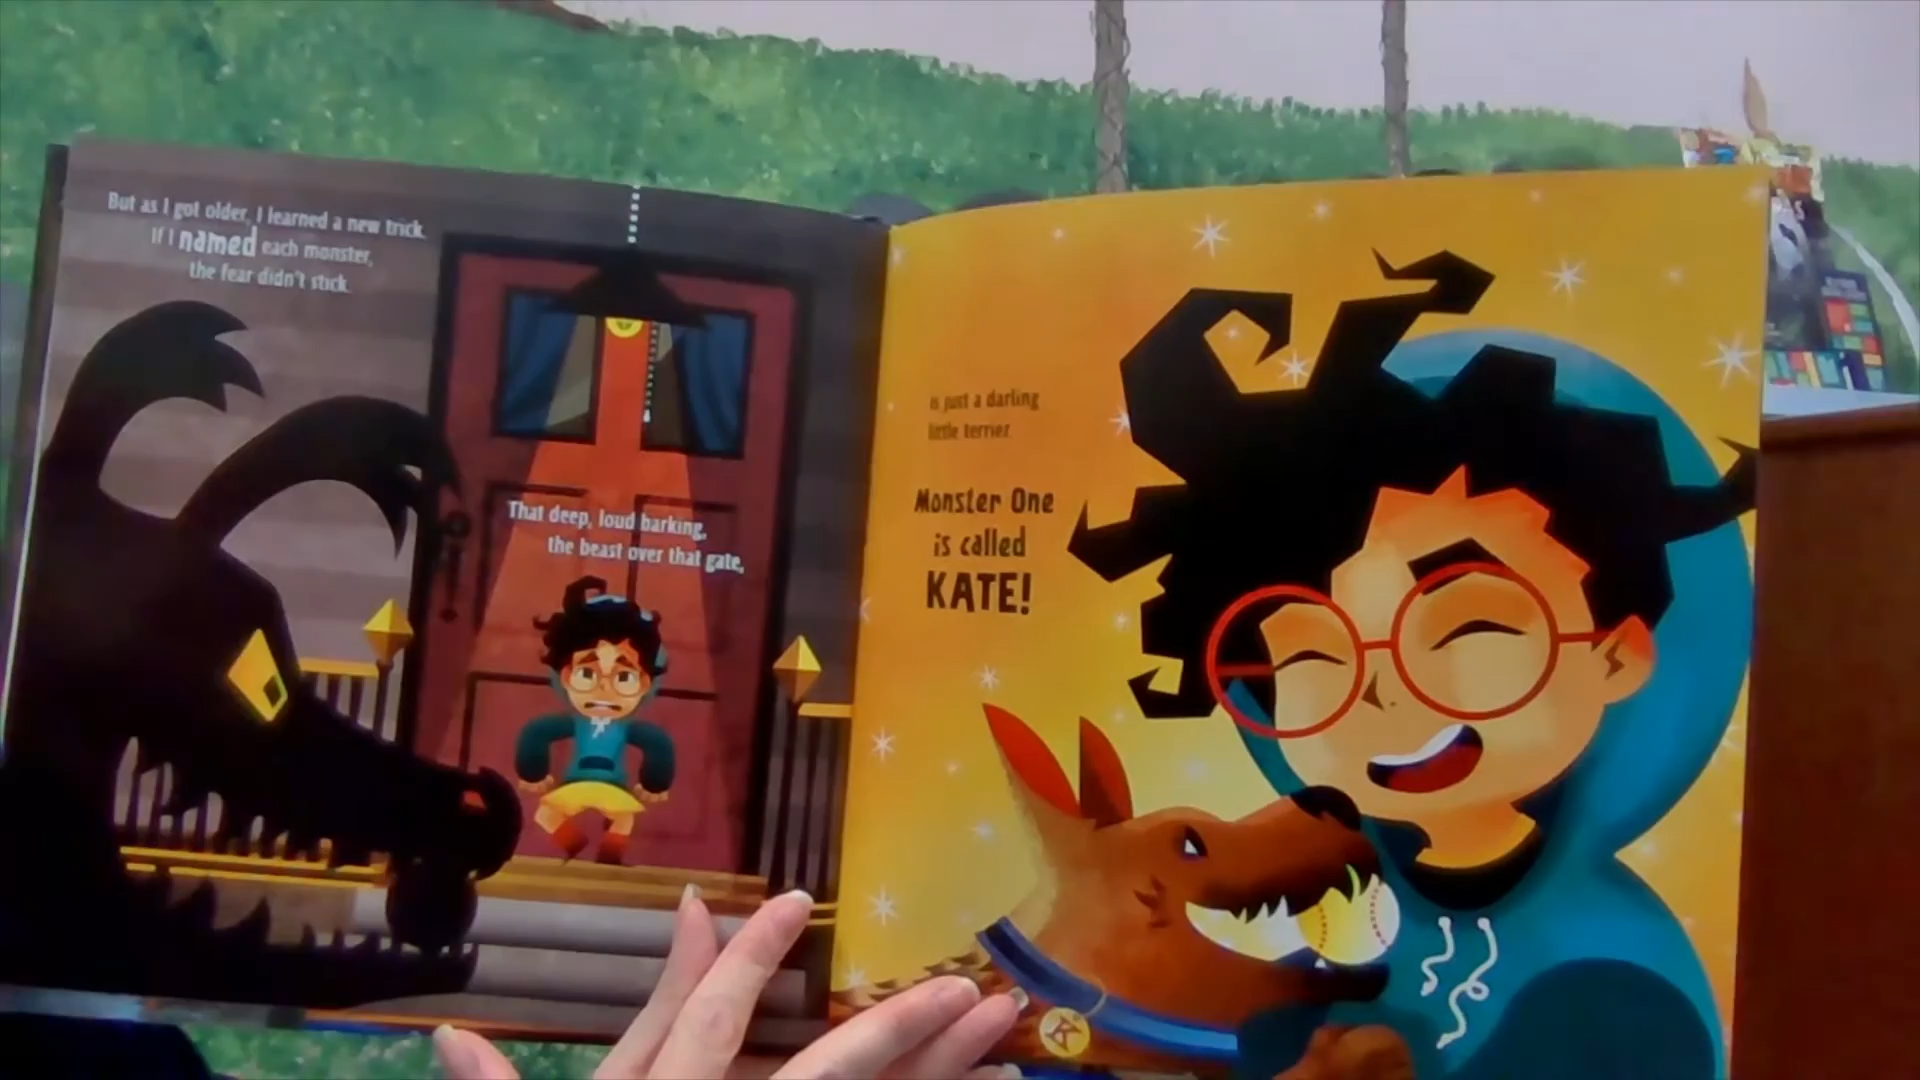 But as I got older, I learned a new trick.
If I named each monster,
the fear didn't stick.
That deep, loud barking,
the beast over that gate,
is just a darling
little terrier.
Monster One
is called
KATE!
K